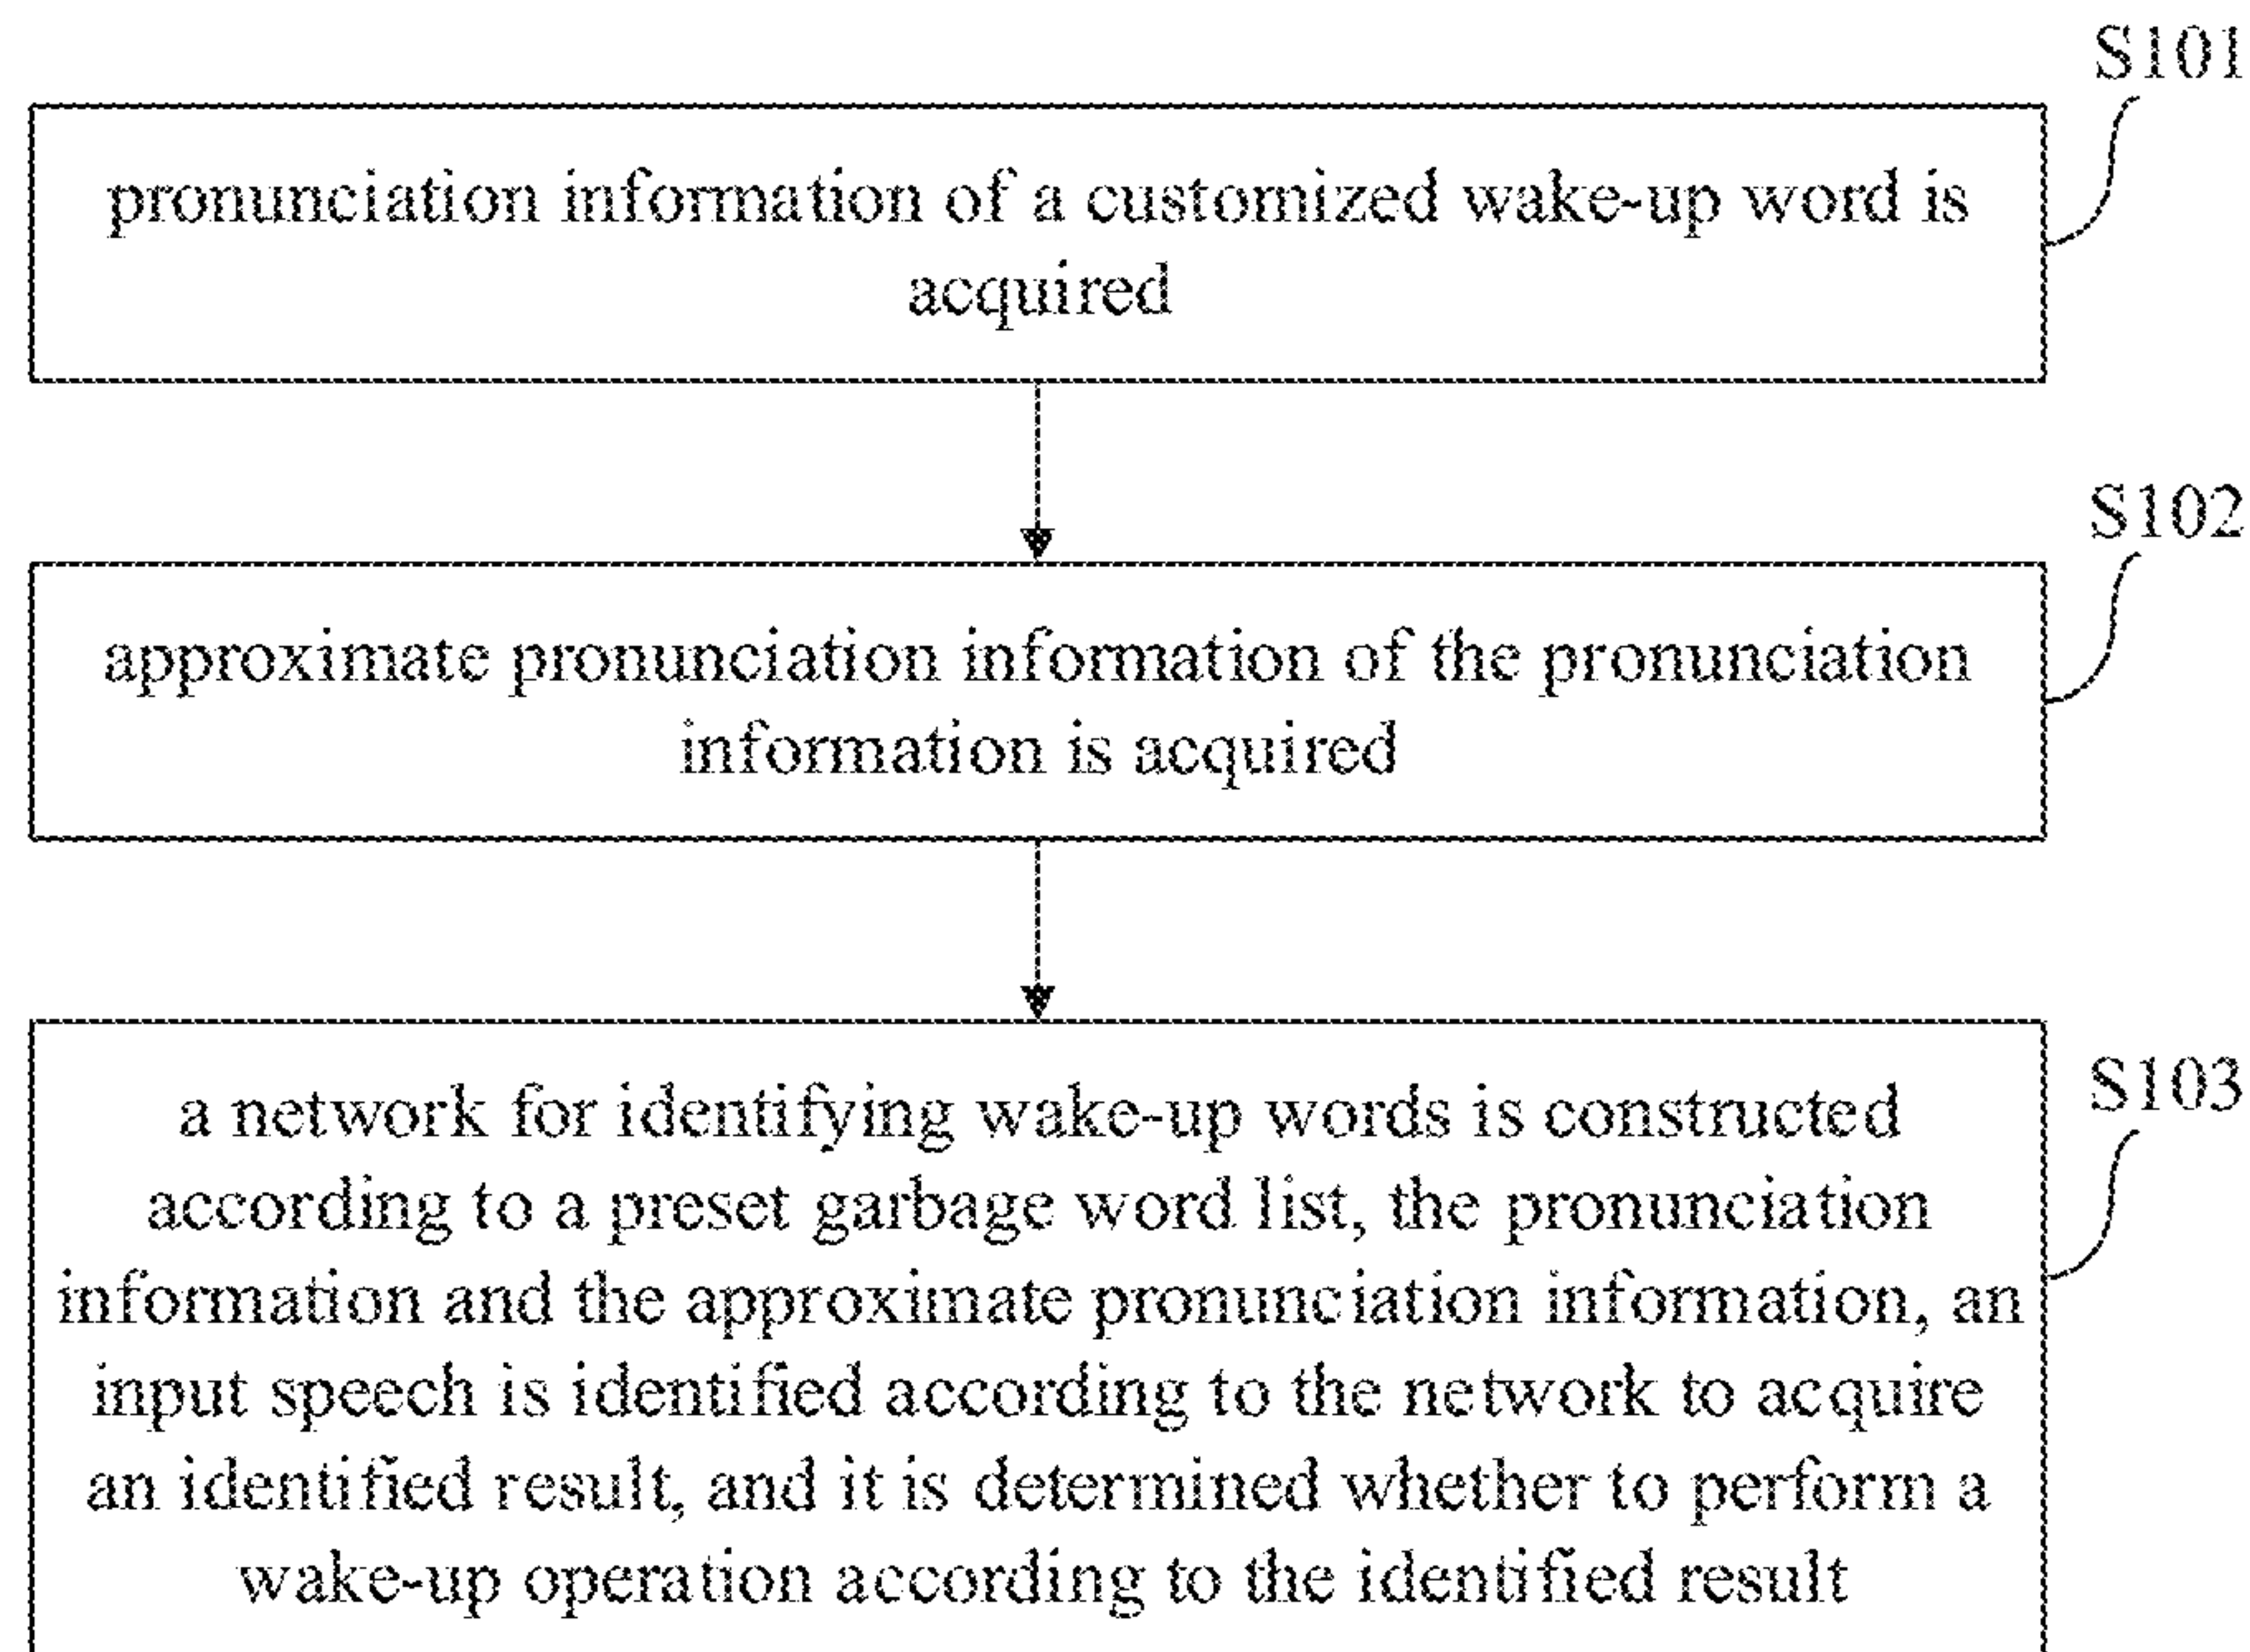 S101
pronunciation information of a customized wake-up word is
acquired
S102
approximate pronunciation information of the pronunciation
information is acquired
S103
a network for identifying wake-up words is constructed
according to a preset garbage word list, the pronunciation
information and the approximate pronunciation information, an
input speech is identified according to the network to acquire
an identified result, and it is determined whether to perform a
wake-up operation according to the identified result